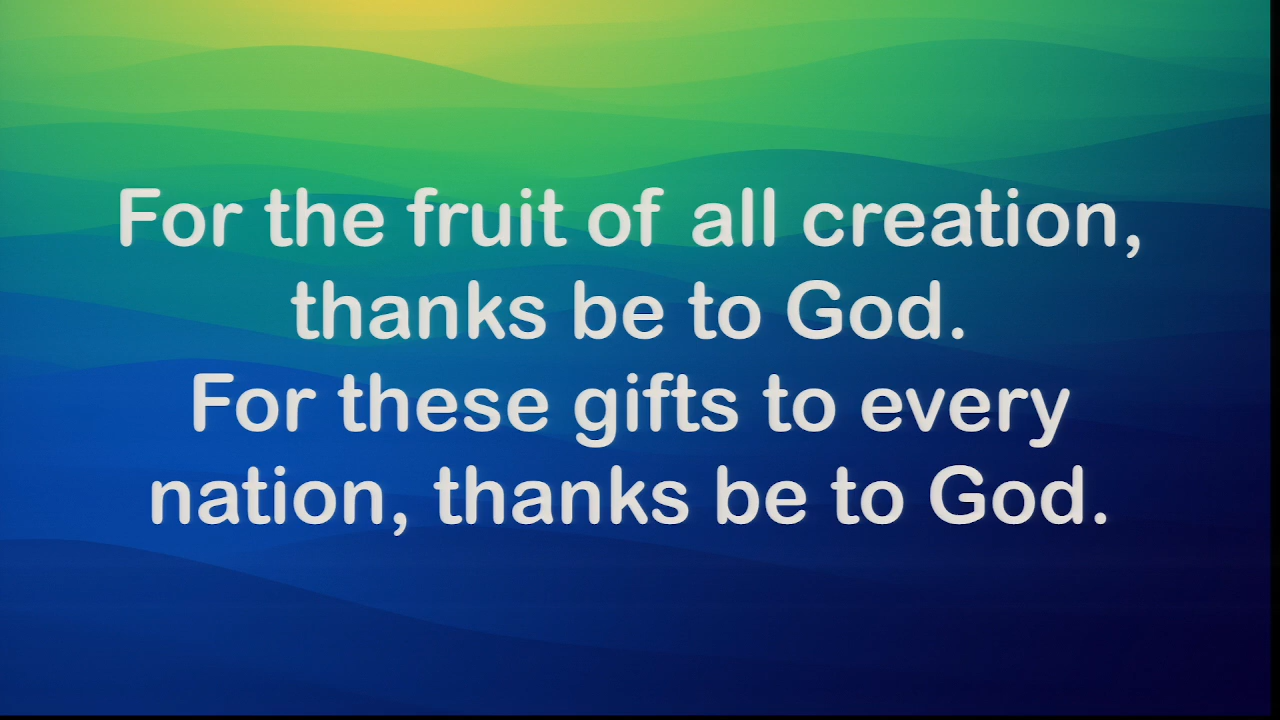 For the fruit of all creation,
thanks be to God.
For these gifts to every
nation, thanks be to God.